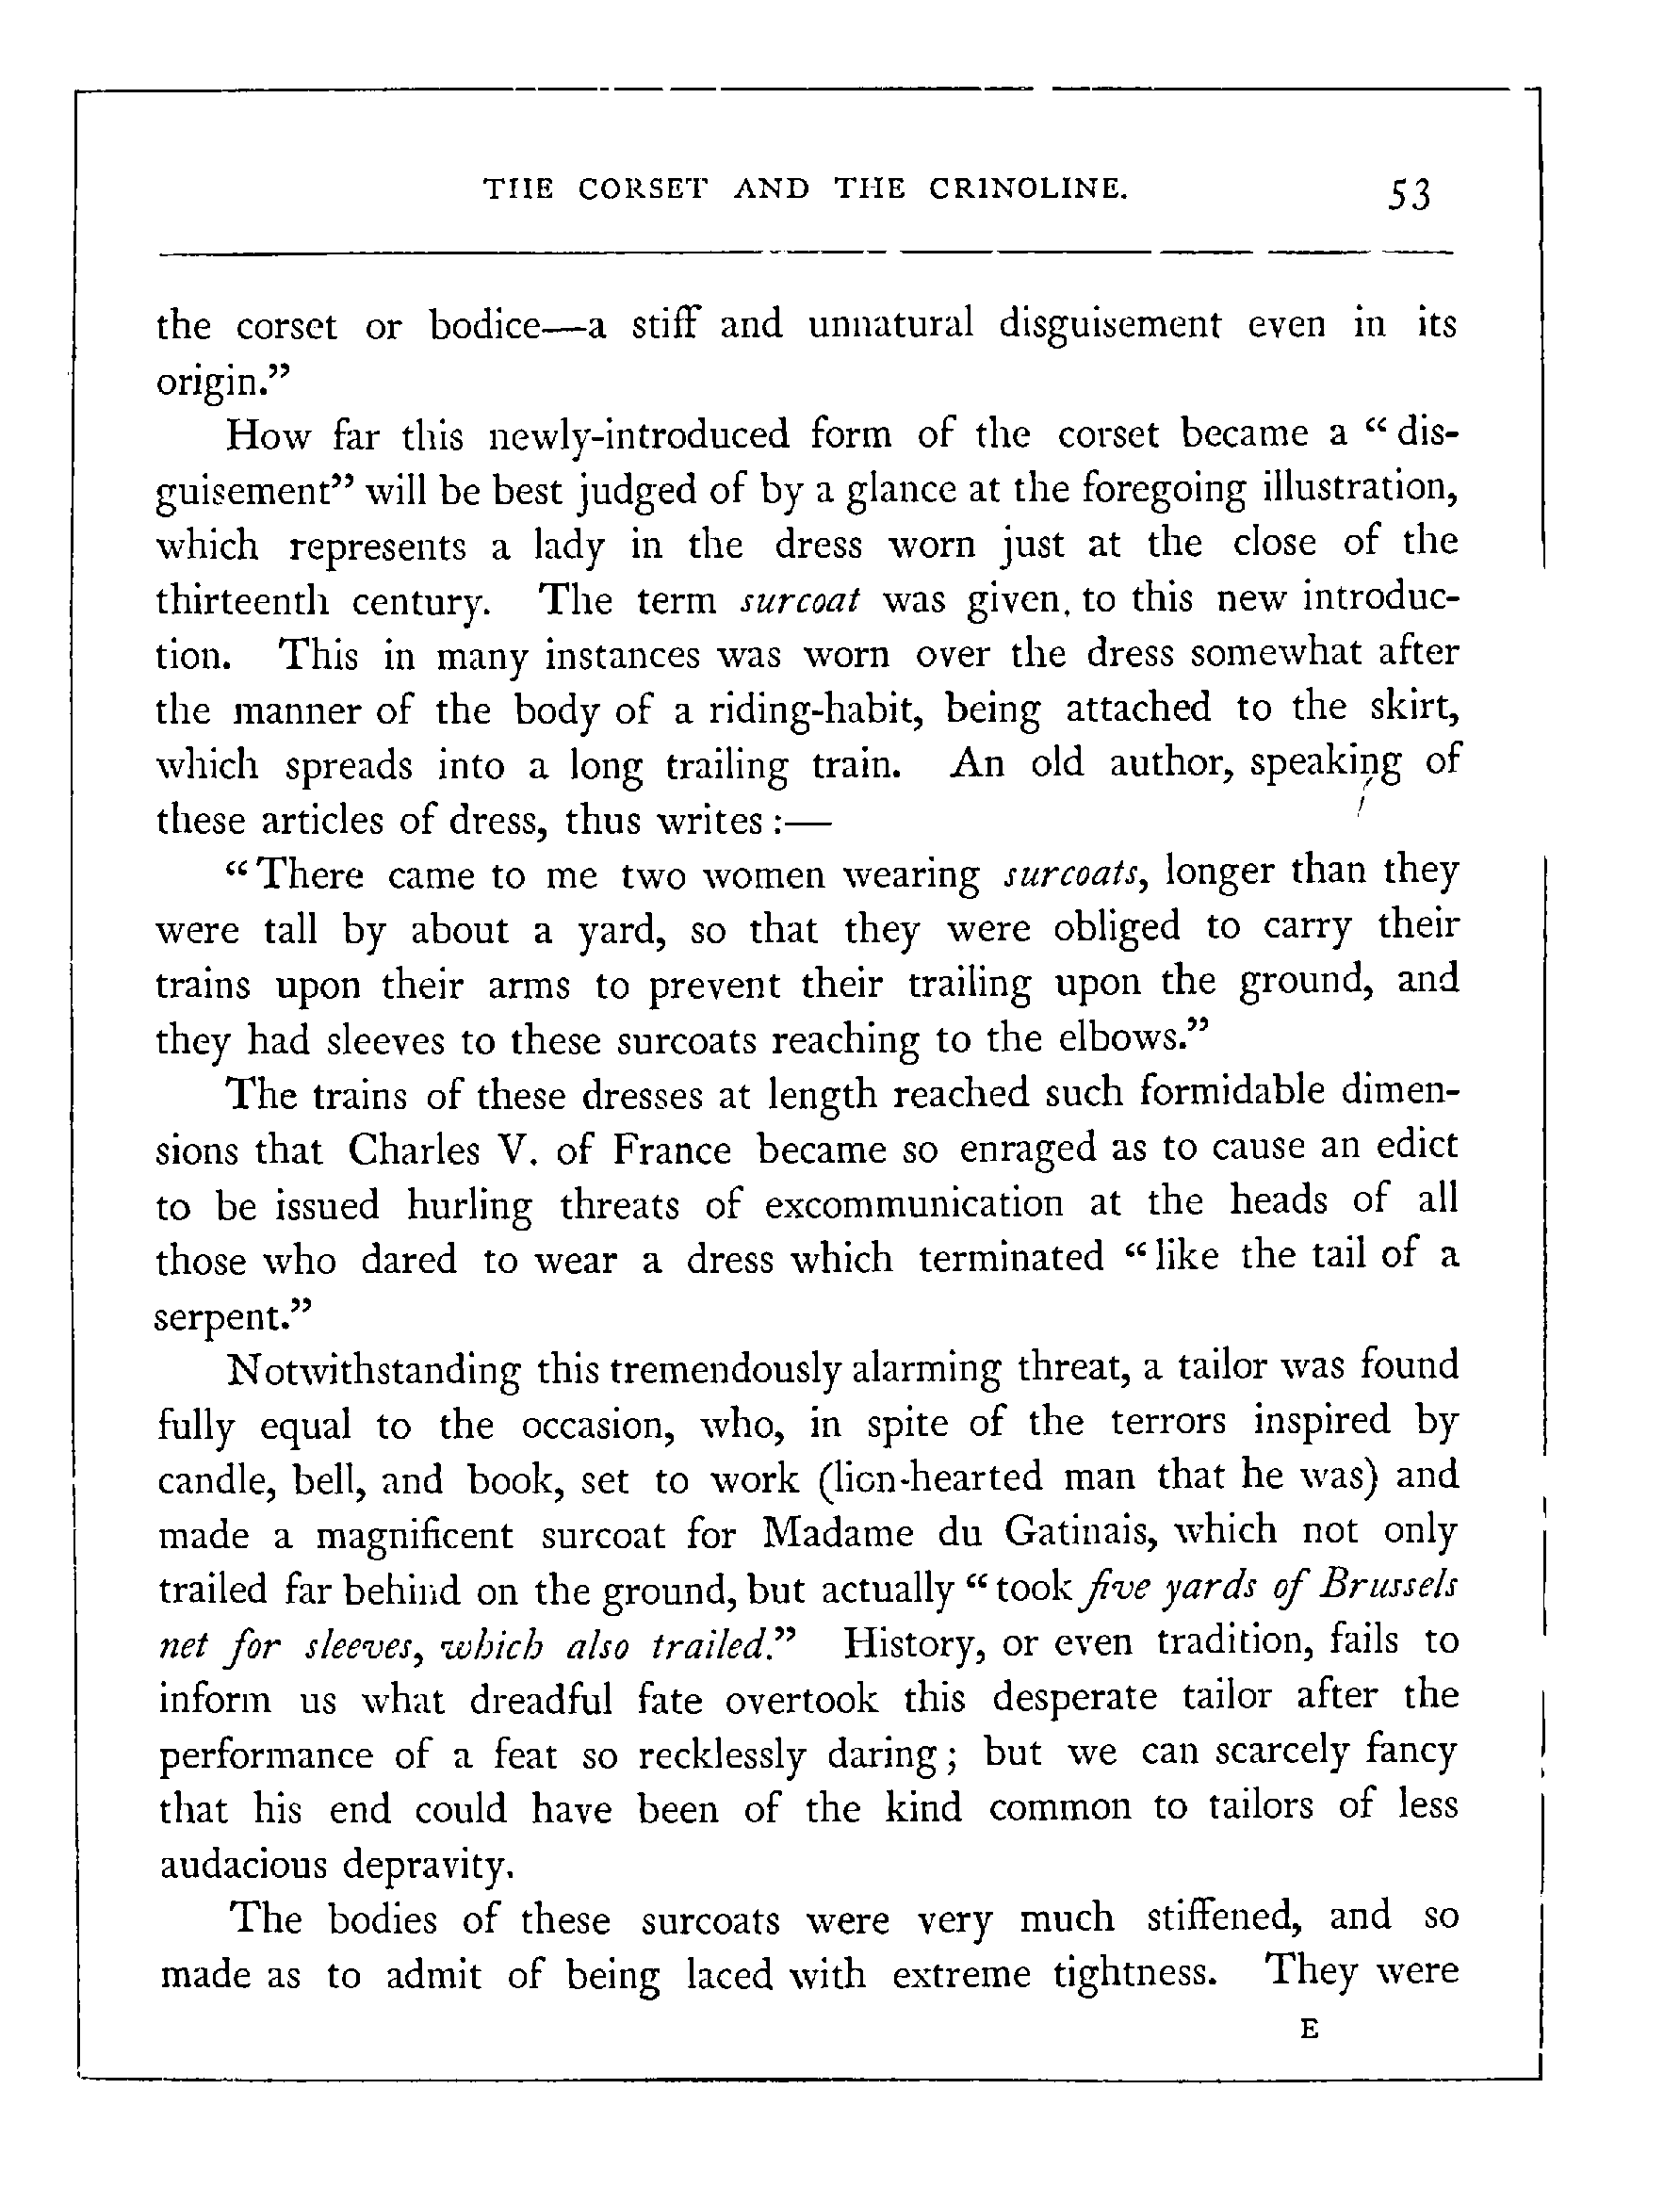 THE CORSET AND THE CRINOLINE. 53
the corset or bodice—a stiff and unnatural disguisement even in its
origin.”
How far this newly-introduced form of the corset became a “dis-
guisement” will be best judged of by a glance at the foregoing illustration,
which represents a lady in the dress worn just at the close of the
thirteenth century. The term surcoat was given, to this new introduc-
tion. This in many instances was worn over the dress somewhat after
the manner of the body of a riding-habit, being attached to the skirt,
which spreads into a long trailing train. An old author, speaking of
these articles of dress, thus writes :—
“There came to me two women wearing surcoats, longer than they
were tall by about a yard, so that they were obliged to carry their
trains upon their arms to prevent their trailing upon the ground, and
they had sleeves to these surcoats reaching to the elbows.”
The trains of these dresses at length reached such formidable dimen-
sions that Charles V. of France became so enraged as to cause an edict
to be issued hurling threats of excommunication at the heads of all
those who dared to wear a dress which terminated “like the tail of a
serpent.”
Notwithstanding this tremendously alarming threat, a tailor was found
fully equal to the occasion, who, in spite of the terrors inspired by
candle, bell, and book, set to work (lion-hearted man that he was) and
made a magnificent surcoat for Madame du Gatinais, which not only
trailed far behind on the ground, but actually “took five yards of Brussels
net for sleeves, which also trailed.” History, or even tradition, fails to
inform us what dreadful fate overtook this desperate tailor after the
performance of a feat so recklessly daring; but we can scarcely fancy
that his end could have been of the kind common to tailors of less
audacious depravity.
The bodies of these surcoats were very much stiffened, and so
made as to admit of being laced with extreme tightness. They were
E